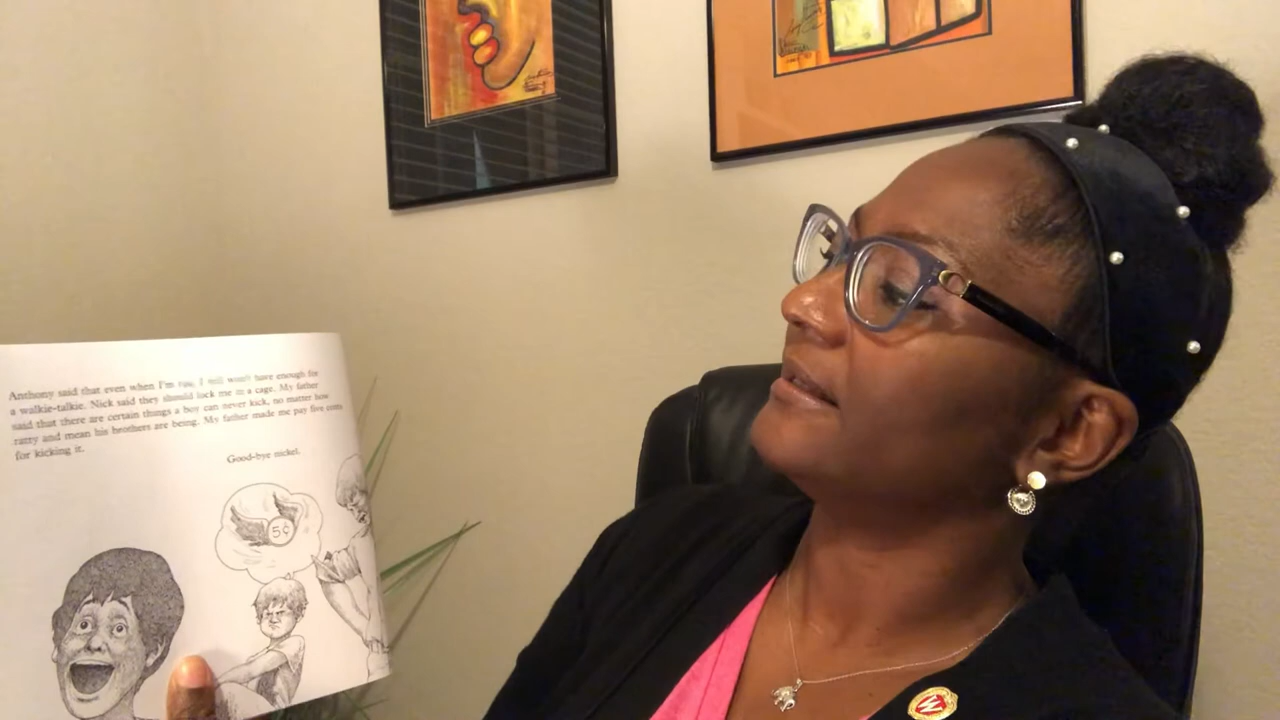 Anthony said that even when I'm 199, I still won't have enough for
a walkie-talkie. Nick said they should lock me in a cage. My father
said that there are certain things a boy can never kick, no matter how
ratty and mean his brothers are being. My father made me pay five cents
for kicking it.
Good-bye nickel.
5¢
W